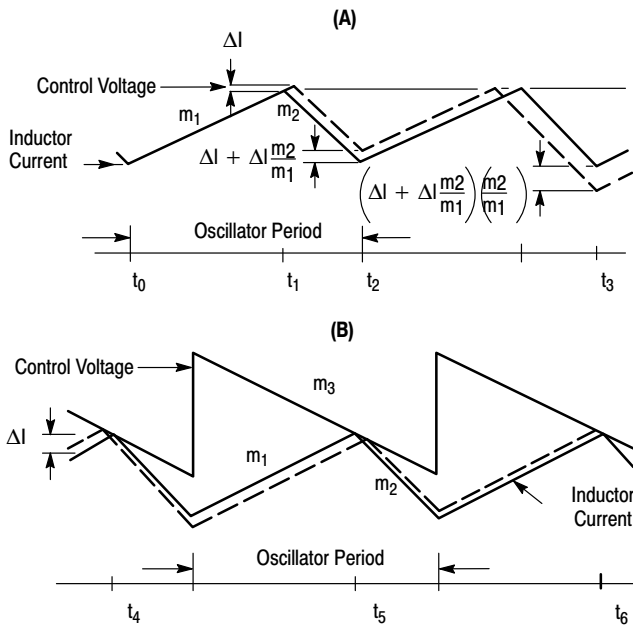 (A)
ΔI
Control Voltage
m1
m2
Inductor
Current
ΔI + ΔI m2/m1
(ΔI + ΔI m2/m1)(m2/m1)
Oscillator Period
t0
t1
t2
t3
(B)
Control Voltage
m3
ΔI
m1
m2
Inductor
Current
Oscillator Period
t4
t5
t6